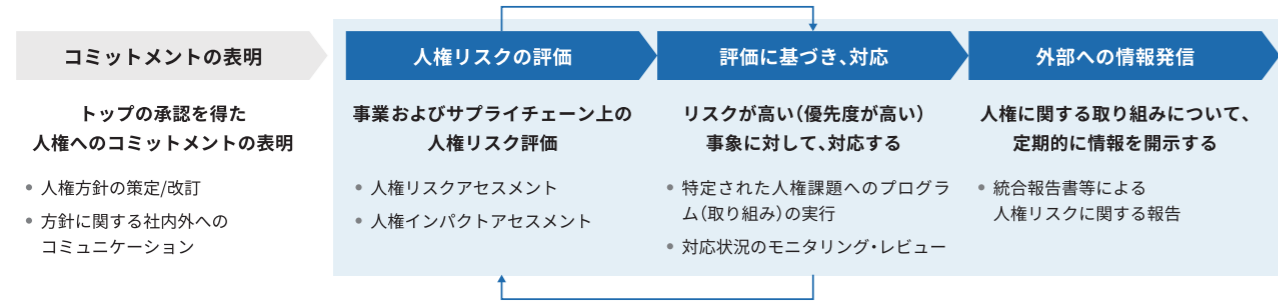 コミットメントの表明
トップの承認を得た
人権へのコミットメントの表明
• 人権方針の策定/改訂
• 方針に関する社内外への
コミュニケーション
人権リスクの評価
事業およびサプライチェーン上の
人権リスク評価
• 人権リスクアセスメント
• 人権インパクトアセスメント
評価に基づき、対応
リスクが高い（優先度が高い）
事象に対して、対応する
• 特定された人権課題へのプログラ
ム（取り組み）の実行
• 対応状況のモニタリング・レビュー
外部への情報発信
人権に関する取り組みについて、
定期的に情報を開示する
• 統合報告書等による
人権リスクに関する報告